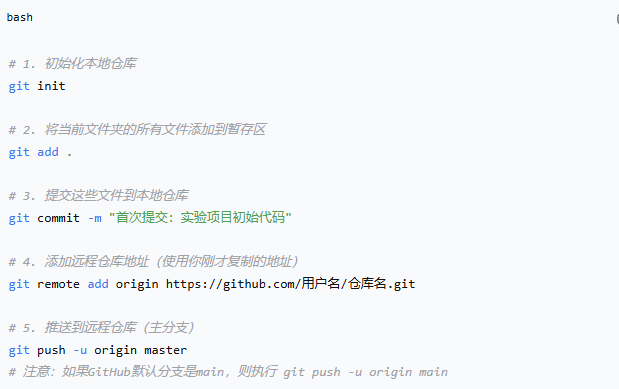 bash
# 1. 初始化本地仓库
git init
# 2. 将当前文件夹的所有文件添加到暂存区
git add .
# 3. 提交这些文件到本地仓库
git commit -m "首次提交：实验项目初始代码"
# 4. 添加远程仓库地址（使用你刚才复制的地址）
git remote add origin https://github.com/用户名/仓库名.git
# 5. 推送到远程仓库（主分支）
git push -u origin master
# 注意：如果GitHub默认分支是main，则执行 git push -u origin main